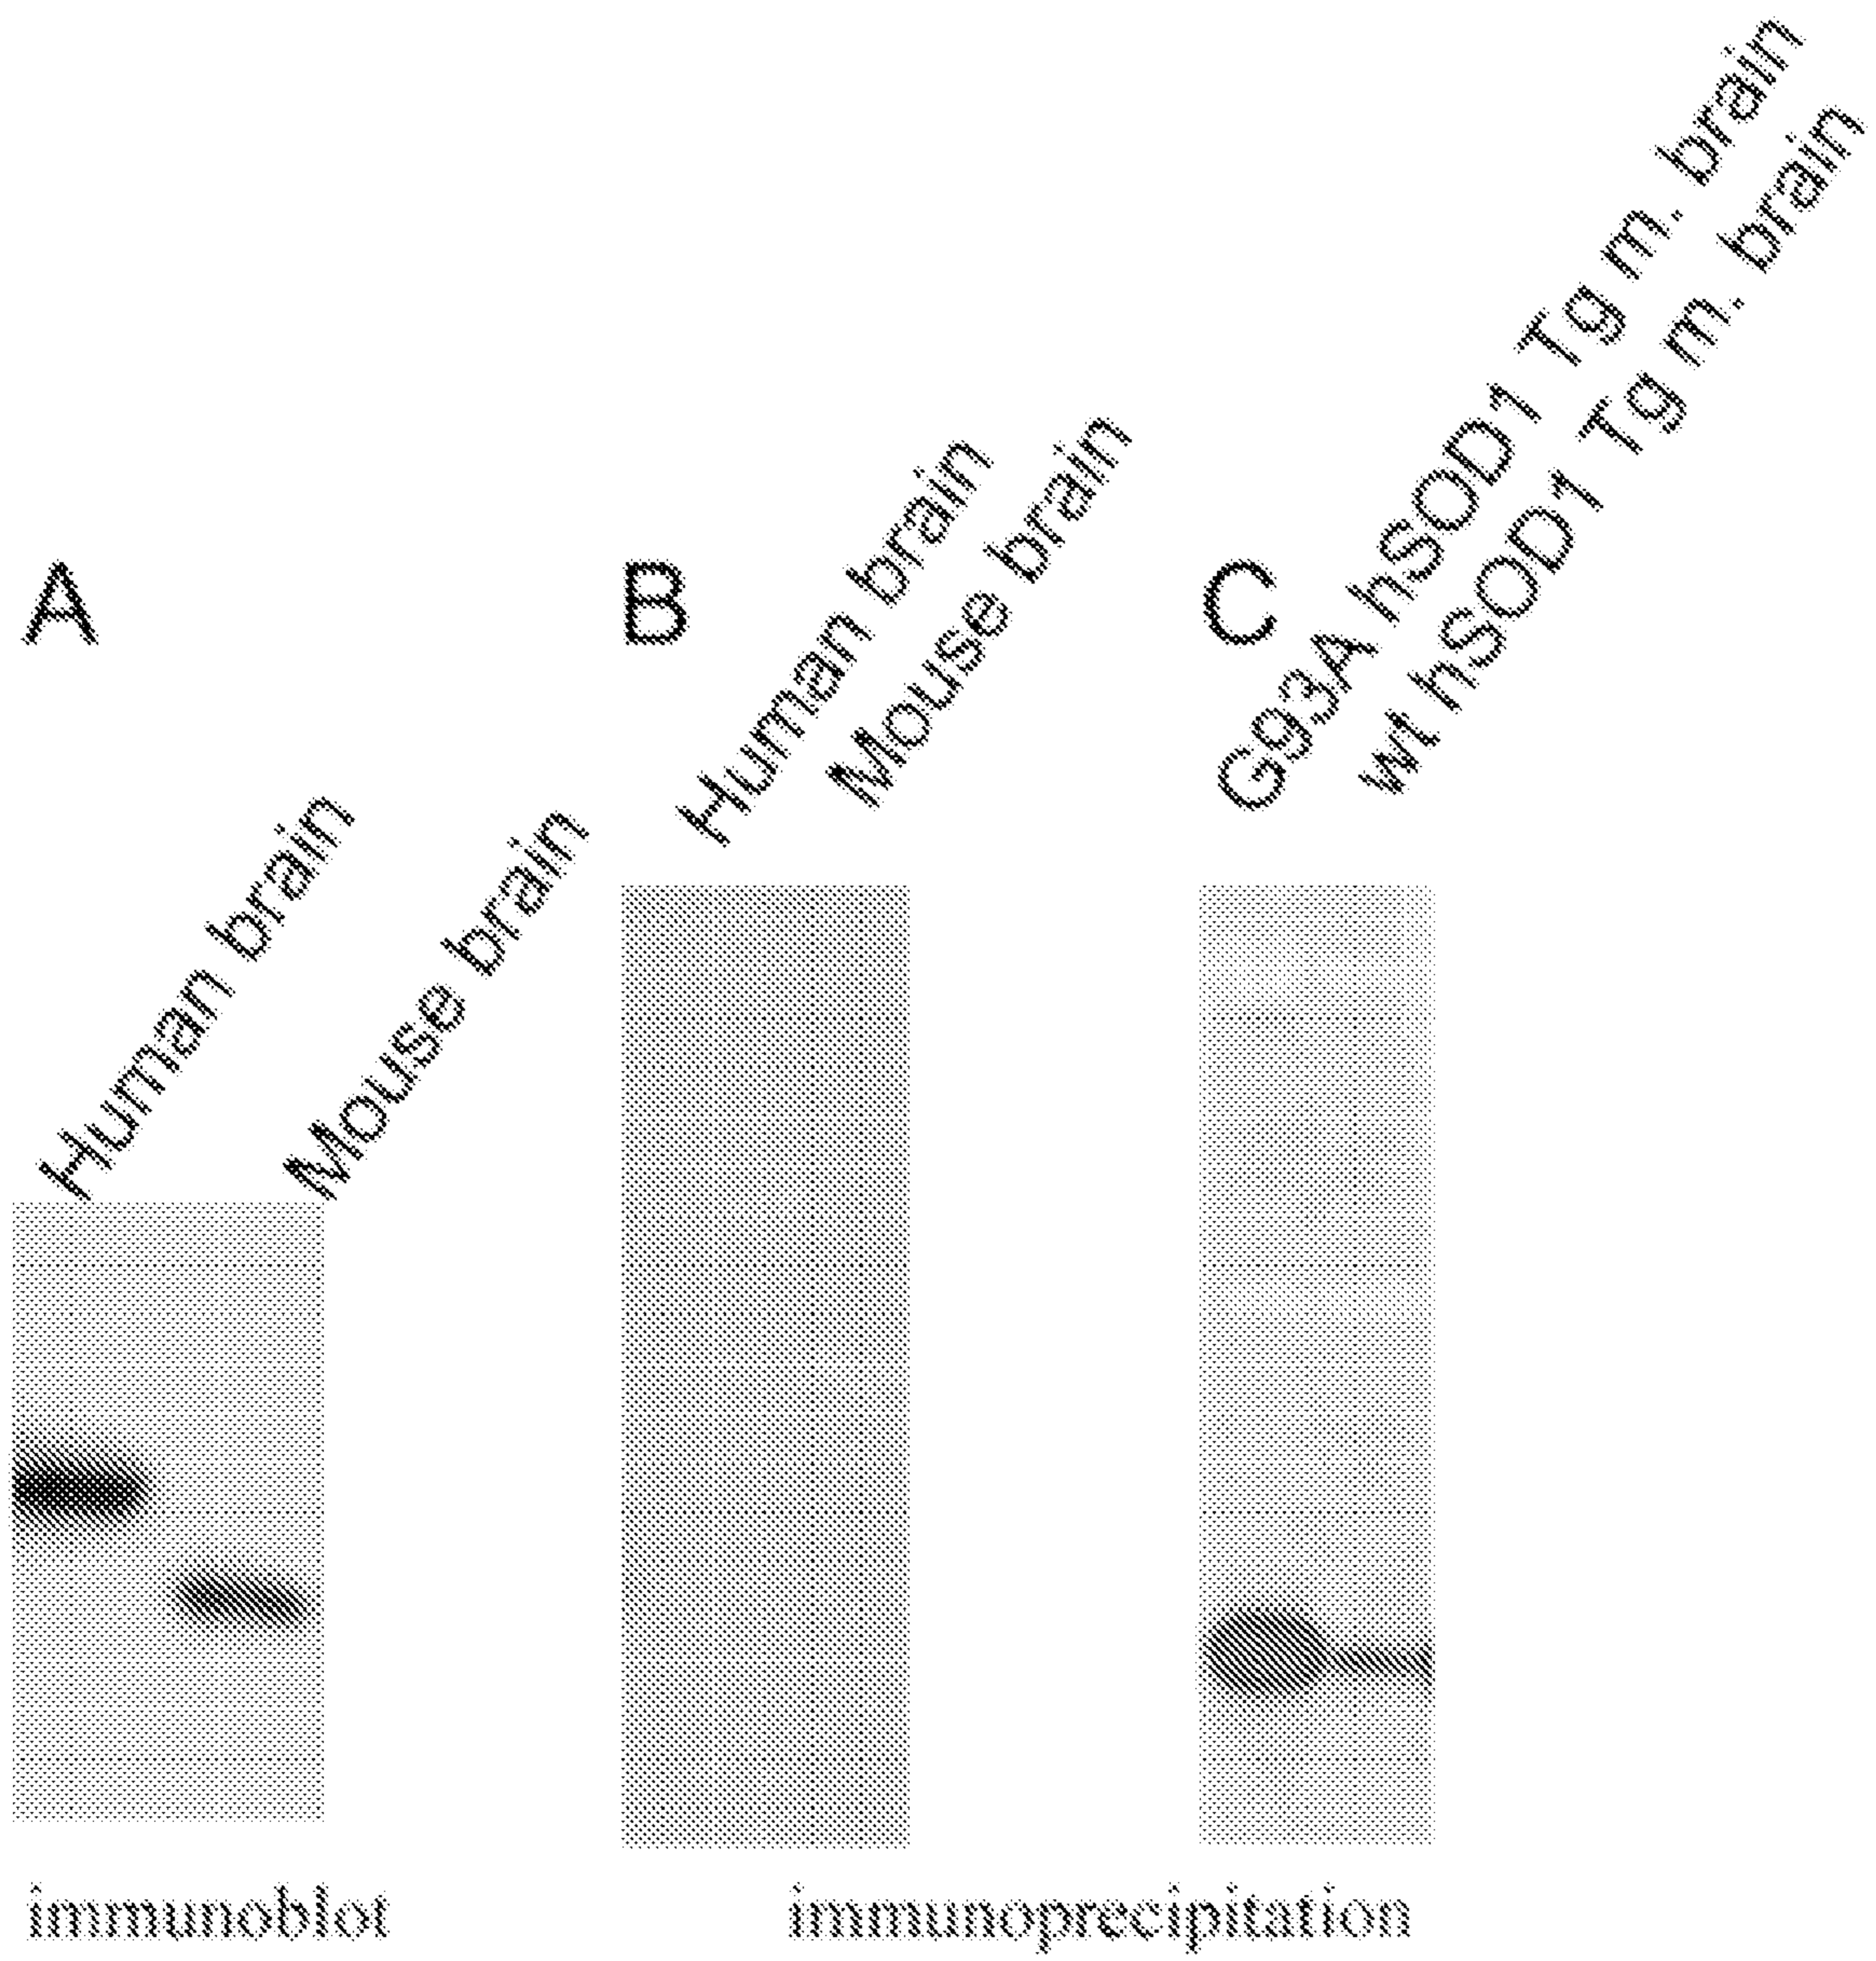 A
Human brain
Mouse brain
B
Human brain
Mouse brain
C
G93A hSOD1 Tg m. brain
wt hSOD1 Tg m. brain
immunoblot
immunoprecipitation